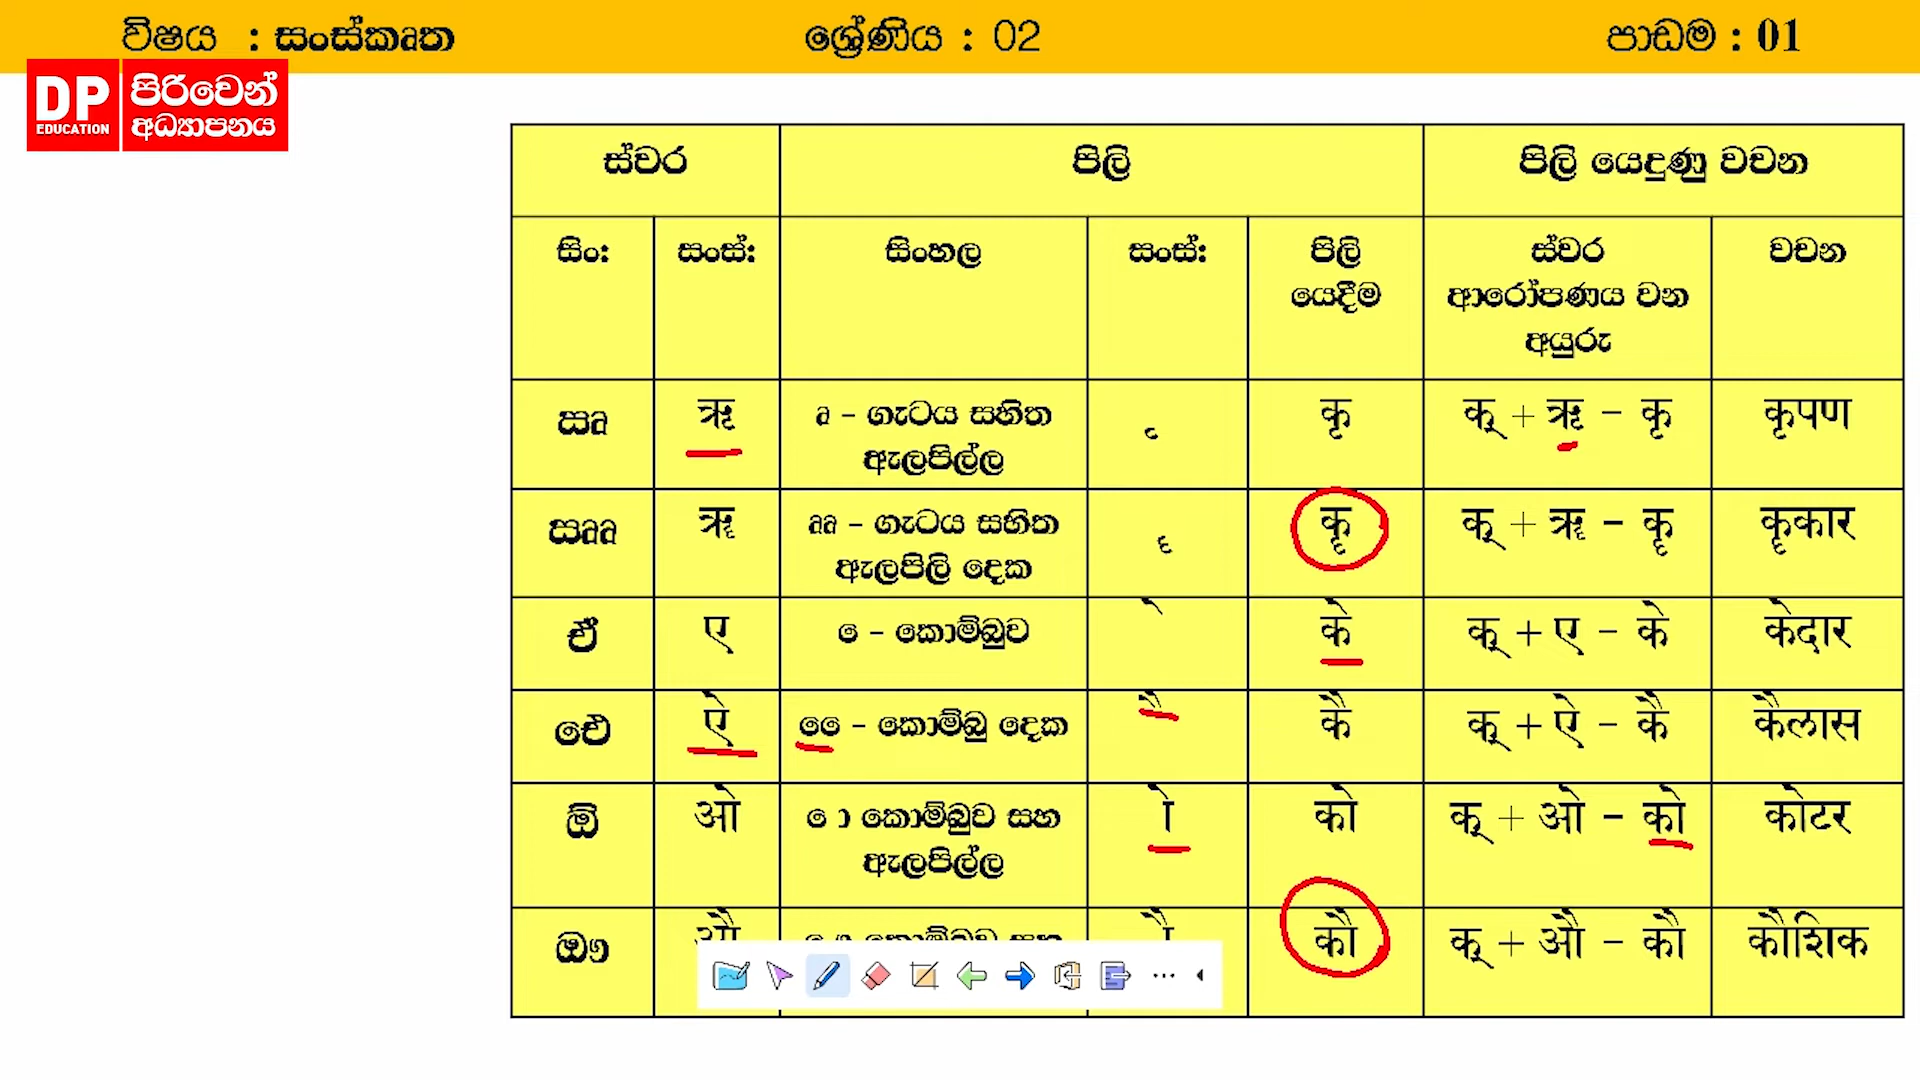 විෂය : සංස්කෘත ශ්‍රේණිය : 02 පාඩම : 01
DP EDUCATION පිරිවෙන් අධ්‍යාපනය
ස්වර පිලි පිලි යෙදුණු වචන
සිං: සංස්: සිංහල සංස්: පිලි යෙදීම ස්වර ආරෝපණය වන අයුරු වචන
ඍ ऋ ෘ – ගැටය සහිත ඇලපිල්ල ृ कृ क् + ऋ – कृ कृपण
ඎ ॠ ෲ – ගැටය සහිත ඇලපිලි දෙක ॄ कॄ क् + ॠ – कॄ कॄकार
ඒ ए ෙ – කොම්බුව े के क् + ए – के केदार
ඓ ऐ ෛ – කොම්බු දෙක ै कै क् + ऐ – कै कैलास
ඕ ओ ො කොම්බුව සහ ඇලපිල්ල ो को क् + ओ – को कोटर
ඖ औ ौ कौ क् + औ – कौ कौशिक